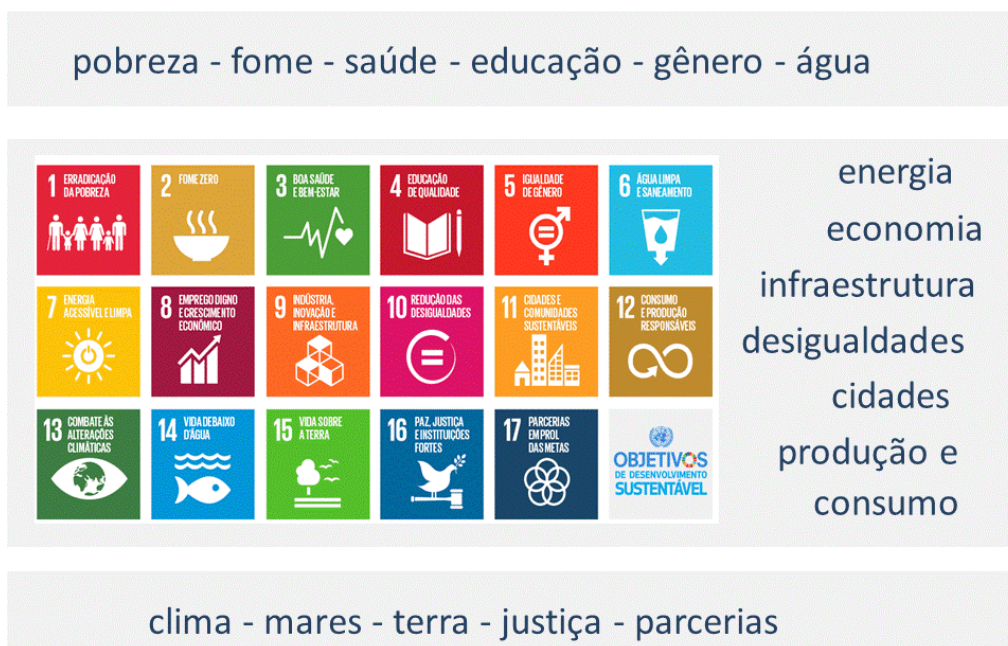 pobreza - fome - saúde - educação - gênero - água
1 ERRADICAÇÃO
DA POBREZA
2 FOME ZERO
3 BOA SAÚDE
E BEM-ESTAR
4 EDUCAÇÃO
DE QUALIDADE
5 IGUALDADE
DE GÊNERO
6 ÁGUA LIMPA
E SANEAMENTO
7 ENERGIA
ACESSÍVEL E LIMPA
8 EMPREGO DIGNO
E CRESCIMENTO
ECONÔMICO
9 INDÚSTRIA,
INOVAÇÃO E
INFRAESTRUTURA
10 REDUÇÃO DAS
DESIGUALDADES
11 CIDADES E
COMUNIDADES
SUSTENTÁVEIS
12 CONSUMO
E PRODUÇÃO
RESPONSÁVEIS
13 COMBATE ÀS
ALTERAÇÕES
CLIMÁTICAS
14 VIDA DEBAIXO
D'ÁGUA
15 VIDA SOBRE
A TERRA
16 PAZ, JUSTIÇA
E INSTITUIÇÕES
FORTES
17 PARCERIAS
EM PROL
DAS METAS
OBJETIVOS
DE DESENVOLVIMENTO
SUSTENTÁVEL
energia
economia
infraestrutura
desigualdades
cidades
produção e
consumo
clima - mares - terra - justiça - parcerias